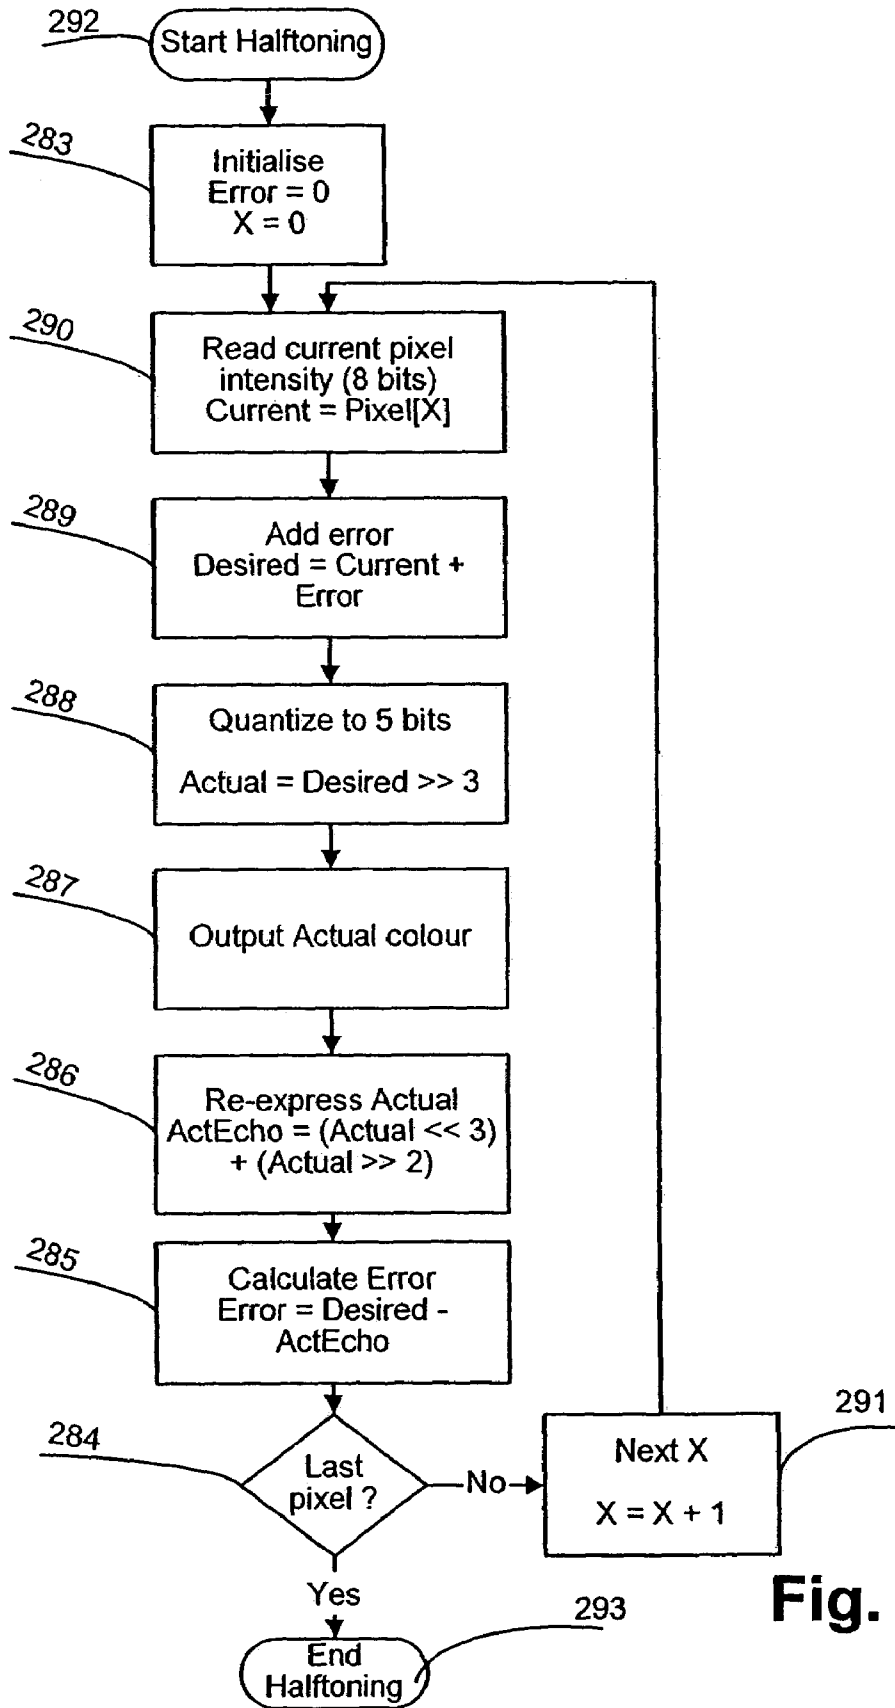 292
Start Halftoning
283
Initialise
Error = 0
X = 0
290
Read current pixel
intensity (8 bits)
Current = Pixel[X]
289
Add error
Desired = Current +
Error
288
Quantize to 5 bits
Actual = Desired >> 3
287
Output Actual colour
286
Re-express Actual
ActEcho = (Actual << 3)
+ (Actual >> 2)
285
Calculate Error
Error = Desired -
ActEcho
284
Last
pixel ?
No
291
Next X
X = X + 1
Yes
293
End
Halftoning
Fig.